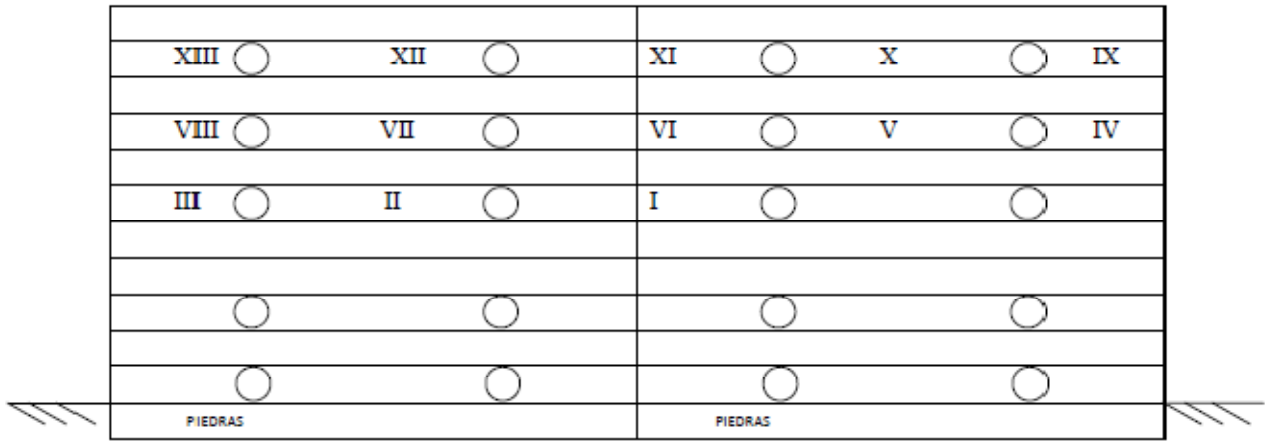 XIII XII XI X IX
VIII VII VI V IV
III II I
PIEDRAS PIEDRAS